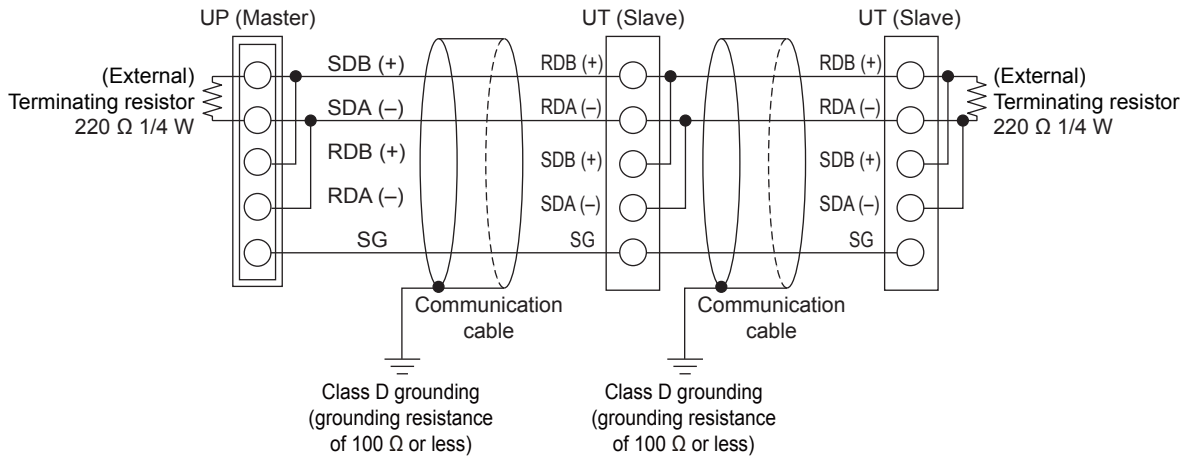 UP (Master)
UT (Slave)
UT (Slave)
(External)
Terminating resistor
220 Ω 1/4 W
SDB (+)
SDA (–)
RDB (+)
RDA (–)
SG
RDB (+)
RDA (–)
SDB (+)
SDA (–)
SG
RDB (+)
RDA (–)
SDB (+)
SDA (–)
SG
(External)
Terminating resistor
220 Ω 1/4 W
Communication
cable
Communication
cable
Class D grounding
(grounding resistance
of 100 Ω or less)
Class D grounding
(grounding resistance
of 100 Ω or less)